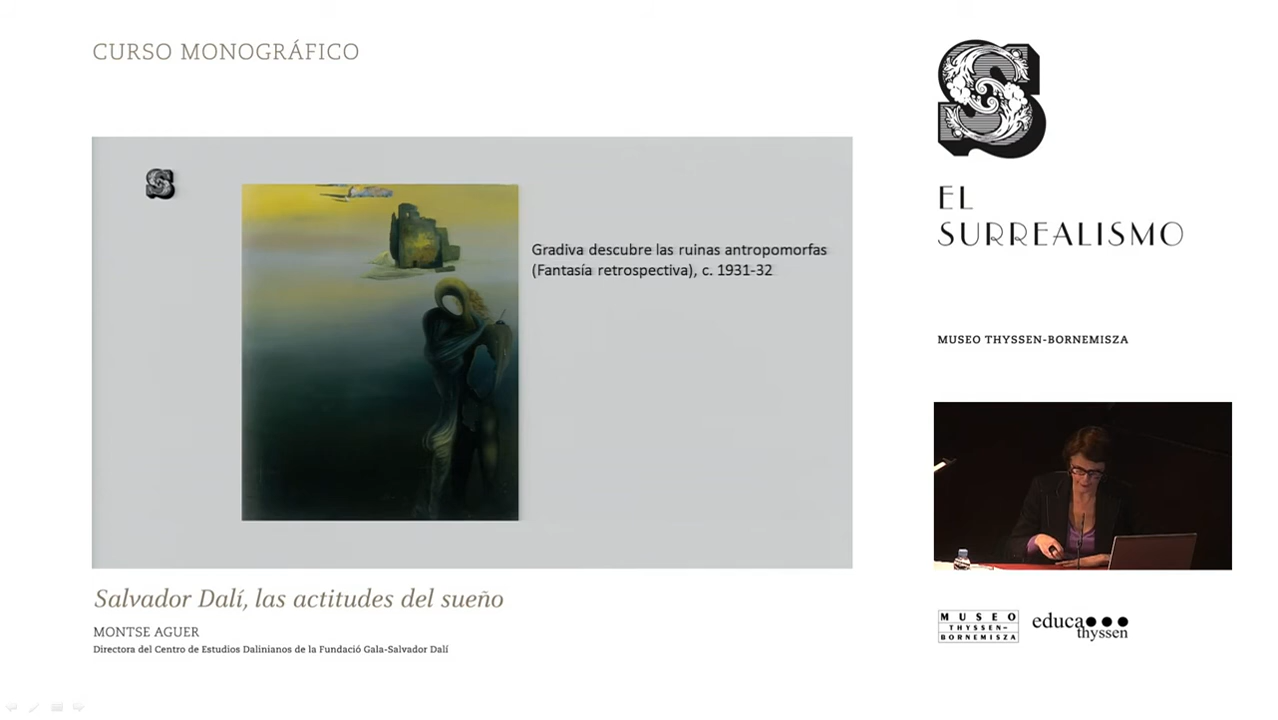 CURSO MONOGRÁFICO
S
S
EL
SURREALISMO
Gradiva descubre las ruinas antropomorfas
(Fantasía retrospectiva), c. 1931-32
MUSEO THYSSEN-BORNEMISZA
Salvador Dalí, las actitudes del sueño
MONTSE AGUER
Directora del Centro de Estudios Dalinianos de la Fundació Gala-Salvador Dalí
MUSEO
THYSSEN-
BORNEMISZA
educa
thyssen